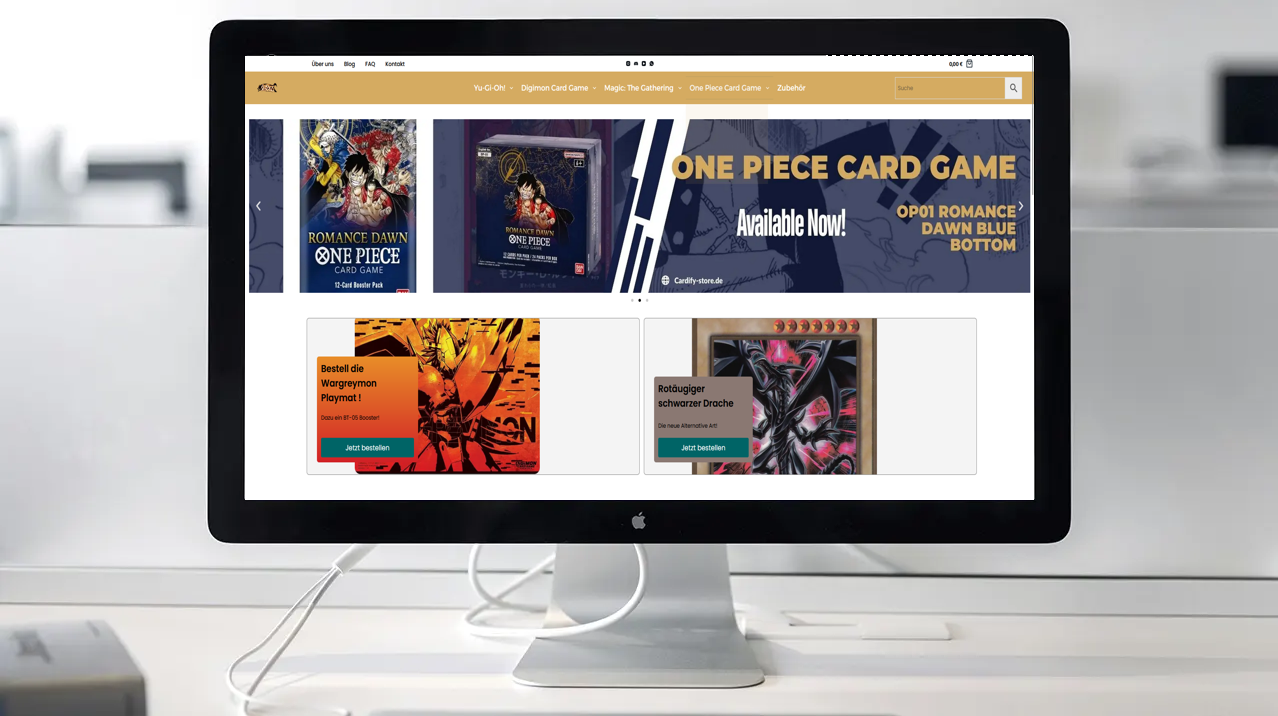 Über uns Blog FAQ Kontakt
0,00 €
Yu-Gi-Oh! Digimon Card Game Magic: The Gathering One Piece Card Game Zubehör
Suche
ROMANCE DAWN
ONE PIECE
CARD GAME
12-Card Booster Pack
ROMANCE DAWN
ONE PIECE
CARD GAME
ONE PIECE CARD GAME
Available Now!
OP01 ROMANCE
DAWN BLUE
BOTTOM
Cardify-store.de
Bestell die
Wargreymon
Playmat !
Dazu ein BT-05 Booster!
Jetzt bestellen
Rotäugiger
schwarzer Drache
Die neue Alternative Art!
Jetzt bestellen